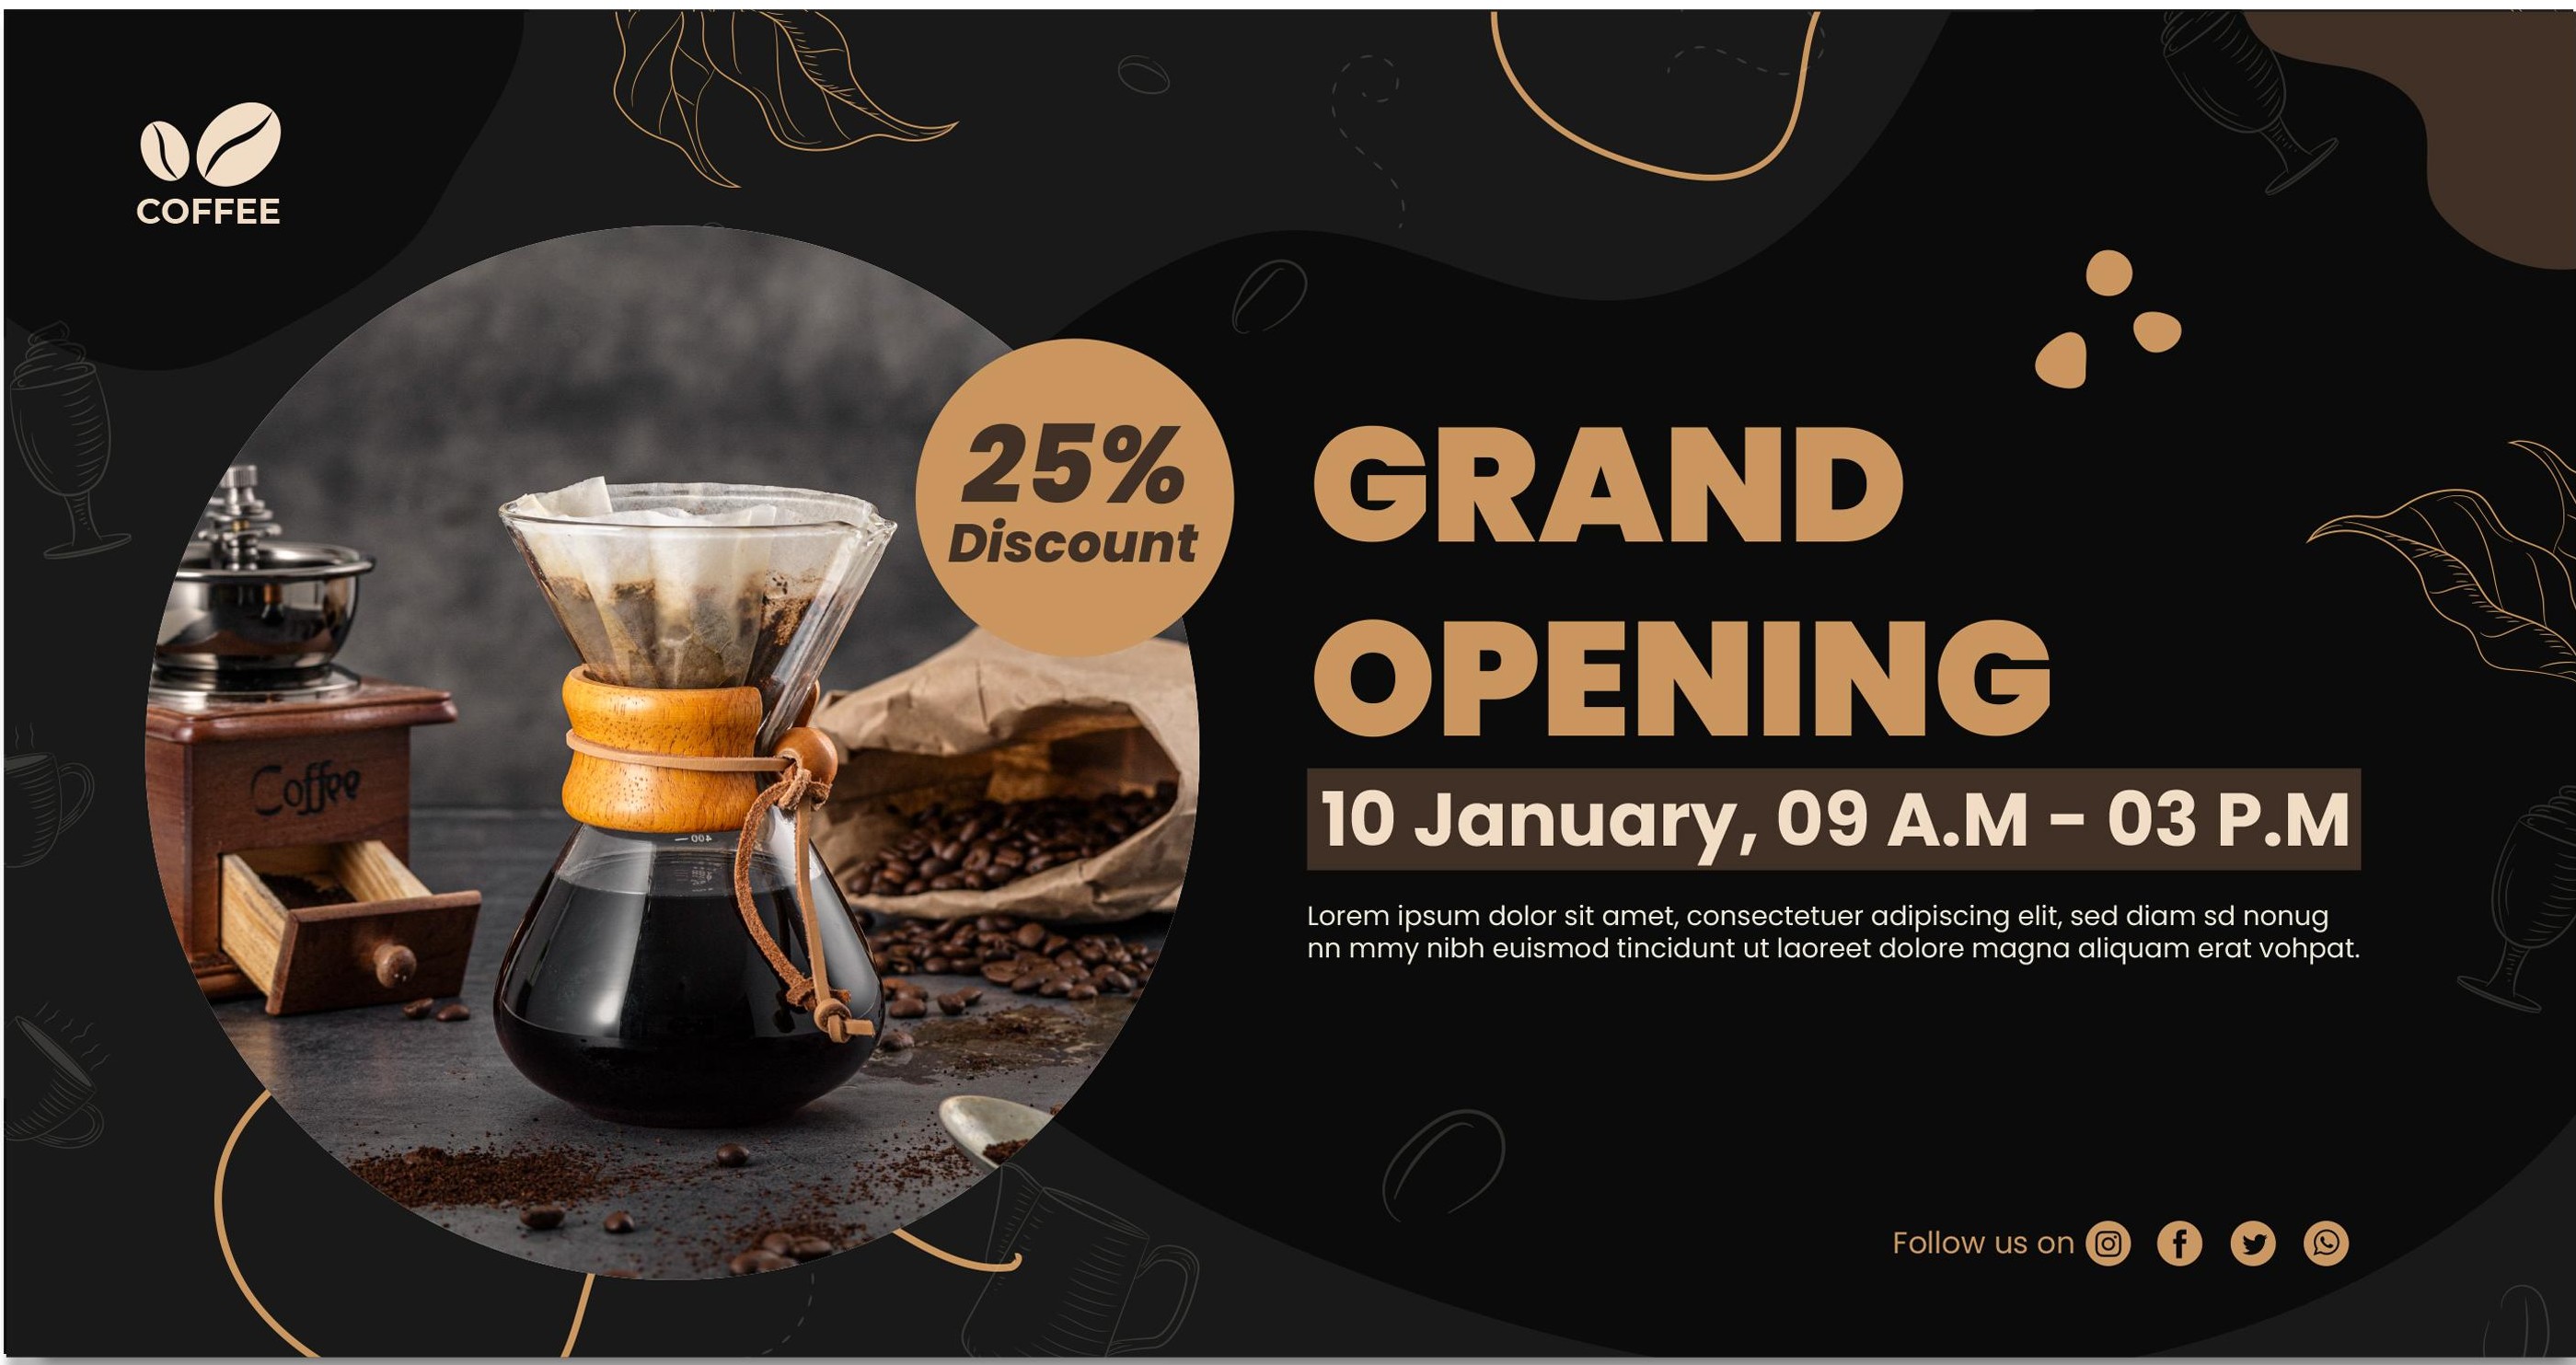 COFFEE
25%
Discount
GRAND
OPENING
10 January, 09 A.M - 03 P.M
Lorem ipsum dolor sit amet, consectetuer adipiscing elit, sed diam sd nonug
nn mmy nibh euismod tincidunt ut laoreet dolore magna aliquam erat vohpat.
Coffee
400
Follow us on